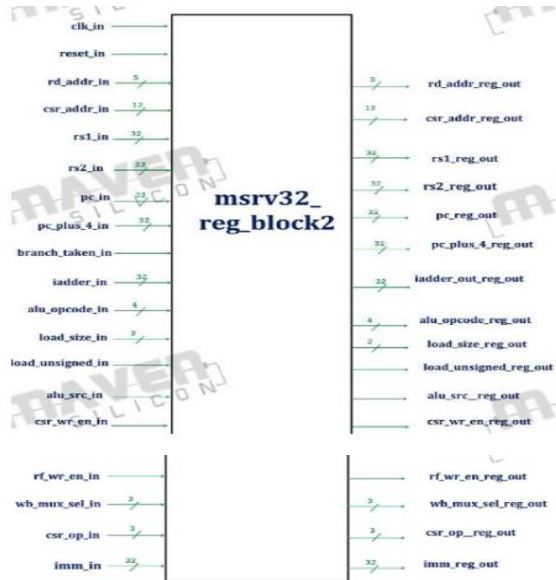 clk_in
reset_in
rd_addr_in 5
csr_addr_in 12
rs1_in 32
rs2_in 32
pc_in 32
pc_plus_4_in 32
branch_taken_in
iadder_in 32
alu_opcode_in 4
load_size_in 2
load_unsigned_in
alu_src_in
csr_wr_en_in
rf_wr_en_in
wb_mux_sel_in 3
csr_op_in 3
imm_in 32
msrv32_
reg_block2
5 rd_addr_reg_out
12 csr_addr_reg_out
32 rs1_reg_out
32 rs2_reg_out
32 pc_reg_out
32 pc_plus_4_reg_out
32 iadder_out_reg_out
4 alu_opcode_reg_out
2 load_size_reg_out
load_unsigned_reg_out
alu_src_reg_out
csr_wr_en_reg_out
rf_wr_en_reg_out
3 wb_mux_sel_reg_out
3 csr_op_reg_out
32 imm_reg_out
MAVEN
SILICON
MAVEN
SILICON